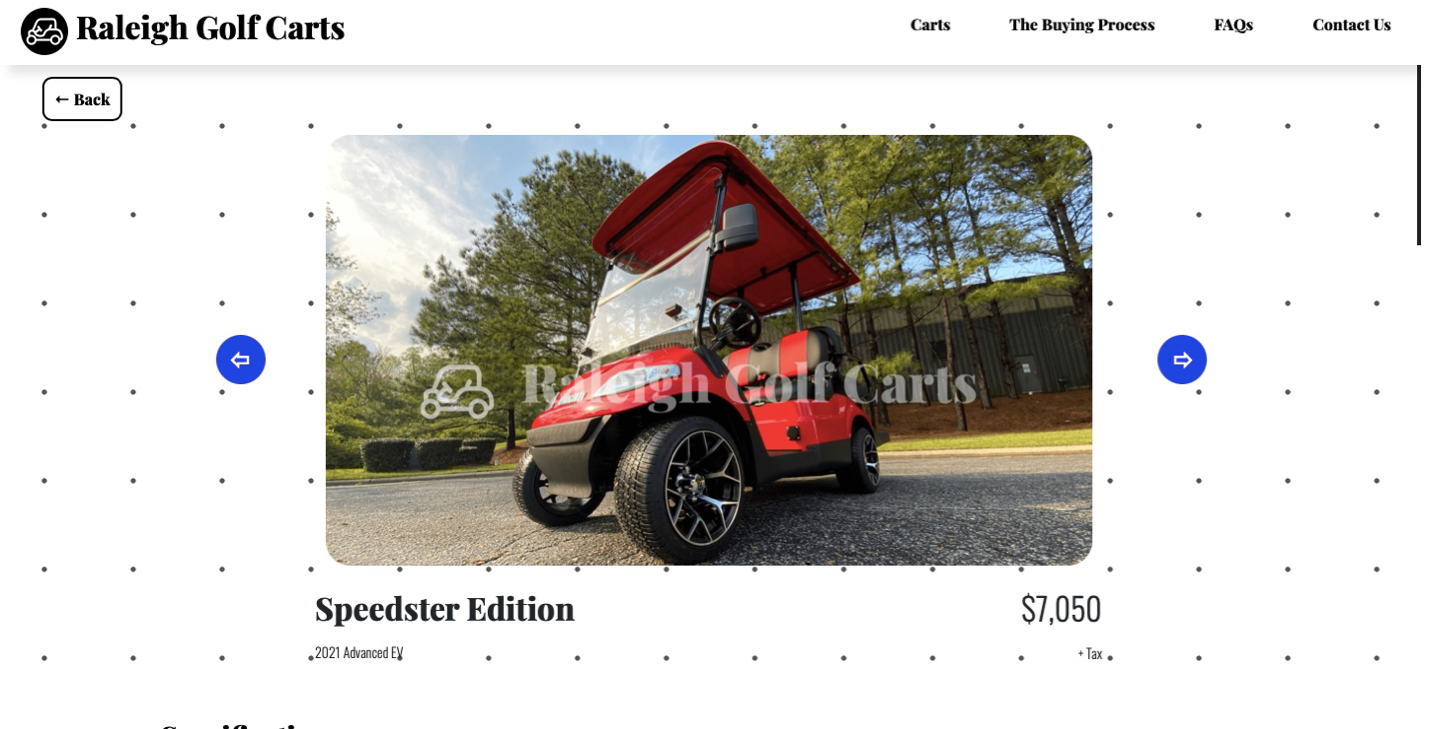 Raleigh Golf Carts
Carts The Buying Process FAQs Contact Us
← Back
Raleigh Golf Carts
Speedster Edition $7,050
2021 Advanced EV + Tax